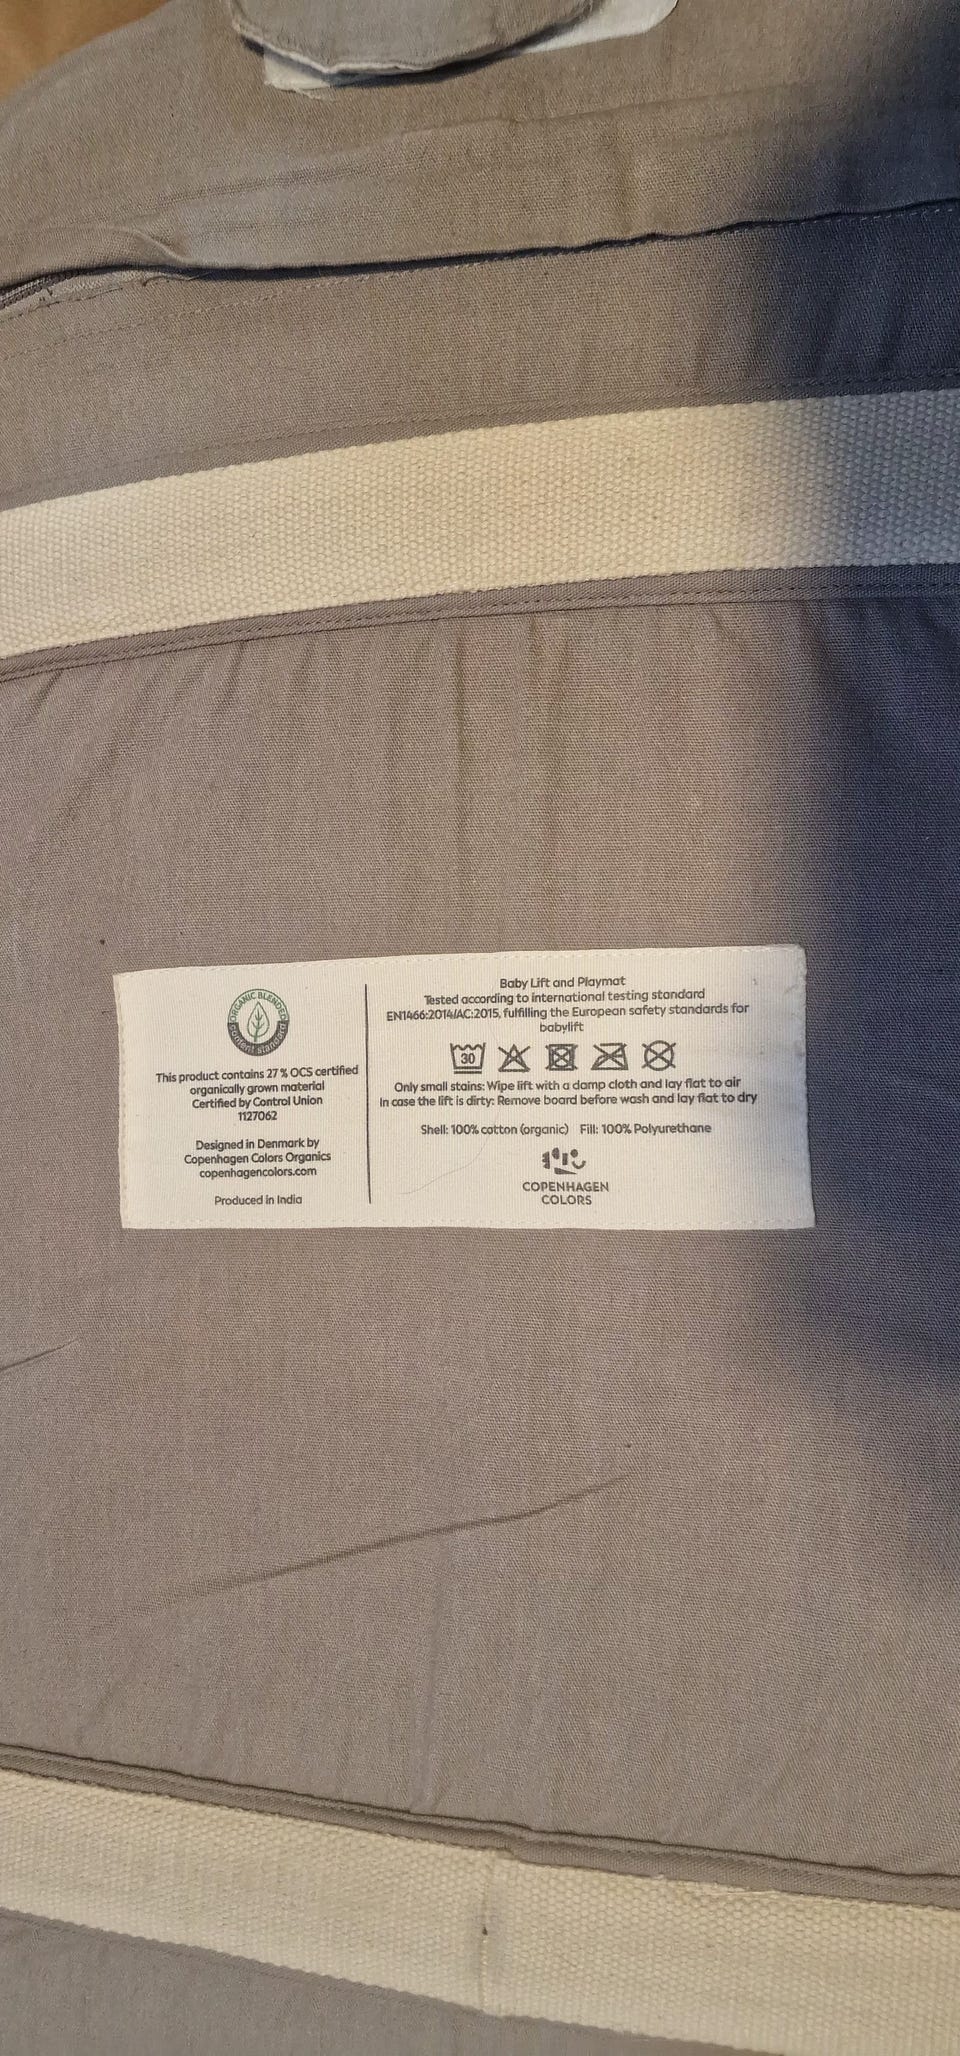 ORGANIC BLENDED
content standard
This product contains 27 % OCS certified
organically grown material
Certified by Control Union
1127062
Designed in Denmark by
Copenhagen Colors Organics
copenhagencolors.com
Produced in India
Baby Lift and Playmat
Tested according to international testing standard
EN1466:2014/AC:2015, fulfilling the European safety standards for
babylift
30
Only small stains: Wipe lift with a damp cloth and lay flat to air
In case the lift is dirty: Remove board before wash and lay flat to dry
Shell: 100% cotton (organic) Fill: 100% Polyurethane
COPENHAGEN
COLORS